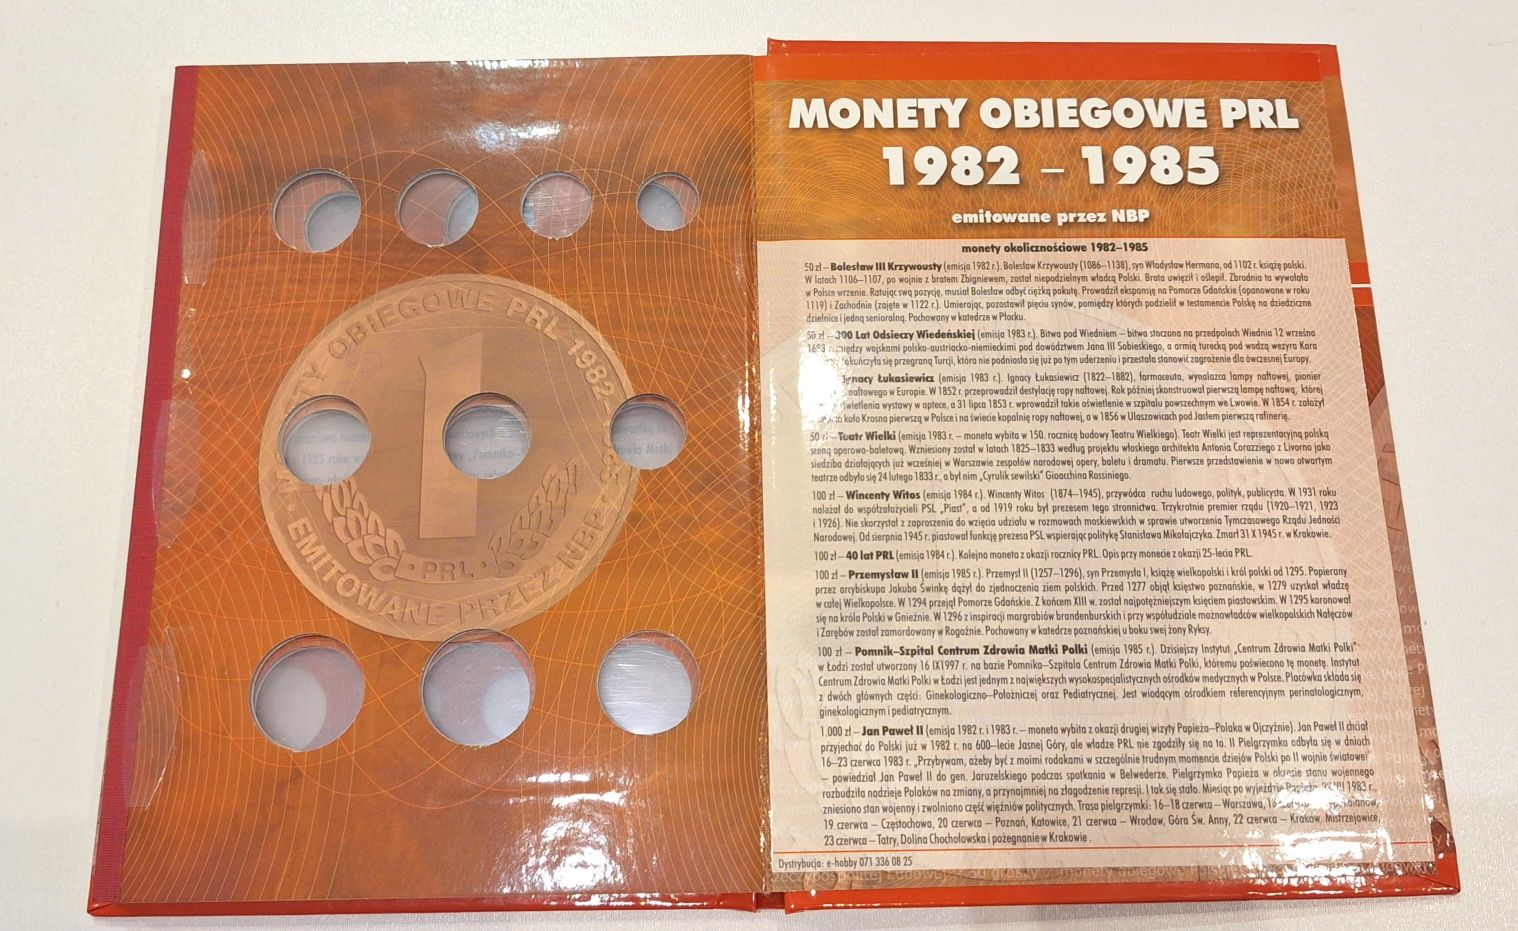 MONETY OBIEGOWE PRL 1982–1985
EMITOWANE PRZEZ NBP
1
PRL
1985 roku
Pomniko–
MONETY OBIEGOWE PRL
1982 – 1985
emitowane przez NBP
monety okolicznościowe 1982–1985
50 zł – Bolesław III Krzywousty (emisja 1982 r.). Bolesław Krzywousty (1086–1138), syn Władysław Hermana, od 1102 r. książę polski.
W latach 1106–1107, po wojnie z bratem Zbigniewem, został niepodzielnym władcą Polski. Brata uwięził i oślepił. Zbrodnia ta wywołała
w Polsce wrzenie. Ratując swą pozycję, musiał Bolesław odbyć ciężką pokutę. Prowadził ekspansję na Pomorze Gdańskie (opanowane w roku
1119) i Zachodnie (zajęte w 1122 r.). Umierając, pozostawił pięciu synów, pomiędzy których podzielił w testamencie Polskę na dziedziczne
dzielnice i jedną senioralną. Pochowany w katedrze w Płocku.
50 zł – 300 Lat Odsieczy Wiedeńskiej (emisja 1983 r.). Bitwa pod Wiedniem – bitwa stoczona na przedpolach Wiednia 12 września
1683 r. między wojskami polsko-austriacko-niemieckimi pod dowództwem Jana III Sobieskiego, a armią turecką pod wodzą wezyra Kara
zakończyła się przegraną Turcji, która nie podniosła się już po tym uderzeniu i przestała stanowić zagrożenie dla ówczesnej Europy.
Ignacy Łukasiewicz (emisja 1983 r.). Ignacy Łukasiewicz (1822–1882), farmaceuta, wynalazca lampy naftowej, pionier
naftowego w Europie. W 1852 r. przeprowadził destylację ropy naftowej. Rok później skonstruował pierwszą lampę naftową, której
świetlenia wystawy w aptece, a 31 lipca 1853 r. wprowadził takie oświetlenie w szpitalu powszechnym we Lwowie. W 1854 r. założył
koło Krosna pierwszą w Polsce i na świecie kopalnię ropy naftowej, a w 1856 w Ulaszowicach pod Jasłem pierwszą rafinerię.
50 zł – Teatr Wielki (emisja 1983 r. – moneta wybita w 150. rocznicę budowy Teatru Wielkiego). Teatr Wielki jest reprezentacyjną polską
sceną operowo-baletową. Wzniesiony został w latach 1825–1833 według projektu włoskiego architekta Antonia Corazziego z Livorno jako
siedziba działających już wcześniej w Warszawie zespołów narodowej opery, baletu i dramatu. Pierwsze przedstawienie w nowo otwartym
teatrze odbyło się 24 lutego 1833 r., a był nim „Cyrulik sewilski" Gioacchina Rossiniego.
100 zł – Wincenty Witos (emisja 1984 r.). Wincenty Witos (1874–1945), przywódca ruchu ludowego, polityk, publicysta. W 1931 roku
należał do współzałożycieli PSL „Piast", a od 1919 roku był prezesem tego stronnictwa. Trzykrotnie premier rządu (1920–1921, 1923
i 1926). Nie skorzystał z zaproszenia do wzięcia udziału w rozmowach moskiewskich w sprawie utworzenia Tymczasowego Rządu Jedności
Narodowej. Od sierpnia 1945 r. piastował funkcję prezesa PSL wspierając politykę Stanisława Mikołajczyka. Zmarł 31 X 1945 r. w Krakowie.
100 zł – 40 lat PRL (emisja 1984 r.). Kolejna moneta z okazji rocznicy PRL. Opis przy monecie z okazji 25-lecia PRL.
100 zł – Przemysław II (emisja 1985 r.). Przemysł II (1257–1296), syn Przemysła I, książę wielkopolski i król polski od 1295. Popierany
przez arcybiskupa Jakuba Świnkę dążył do zjednoczenia ziem polskich. Przed 1277 objął księstwo poznańskie, w 1279 uzyskał władzę
w całej Wielkopolsce. W 1294 przejął Pomorze Gdańskie. Z końcem XIII w. został najpotężniejszym księciem piastowskim. W 1295 koronował
się na króla Polski w Gnieźnie. W 1296 z inspiracji margrabiów brandenburskich i przy współudziale możnowładców wielkopolskich Nałęczów
i Zarębów został zamordowany w Rogoźnie. Pochowany w katedrze poznańskiej u boku swej żony Ryksy.
100 zł – Pomnik–Szpital Centrum Zdrowia Matki Polki (emisja 1985 r.). Dzisiejszy Instytut „Centrum Zdrowia Matki Polki"
w Łodzi został utworzony 16 IX1997 r. na bazie Pomnika–Szpitala Centrum Zdrowia Matki Polki, któremu poświęcono tę monetę. Instytut
Centrum Zdrowia Matki Polki w Łodzi jest jednym z największych wysokospecjalistycznych ośrodków medycznych w Polsce. Placówka składa się
z dwóch głównych części: Ginekologiczno–Położniczej oraz Pediatrycznej. Jest wiodącym ośrodkiem referencyjnym perinatologicznym,
ginekologicznym i pediatrycznym.
1.000 zł – Jan Paweł II (emisja 1982 r. i 1983 r. – moneta wybita z okazji drugiej wizyty Papieża–Polaka w Ojczyźnie). Jan Paweł II chciał
przyjechać do Polski już w 1982 r. na 600–lecie Jasnej Góry, ale władze PRL nie zgodziły się na to. II Pielgrzymka odbyła się w dniach
16–23 czerwca 1983 r. „Przybywam, ażeby być z moimi rodakami w szczególnie trudnym momencie dziejów Polski po II wojnie światowej"
– powiedział Jan Paweł II do gen. Jaruzelskiego podczas spotkania w Belwederze. Pielgrzymka Papieża w okresie stanu wojennego
rozbudziła nadzieje Polaków na zmiany, a przynajmniej na złagodzenie represji. I tak się stało. Miesiąc po wyjeździe Papieża, VII 1983 r.,
zniesiono stan wojenny i zwolniono część więźniów politycznych. Trasa pielgrzymki: 16–18 czerwca – Warszawa,
19 czerwca – Częstochowa, 20 czerwca – Poznań, Katowice, 21 czerwca – Wrocław, Góra Św. Anny, 22 czerwca – Kraków, Mistrzejowice,
23 czerwca – Tatry, Dolina Chochołowska i pożegnanie w Krakowie.
Dystrybucja: e-hobby 071 336 08 25